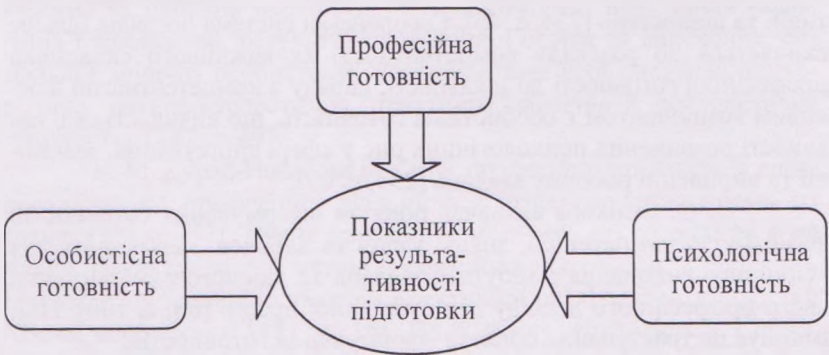 Професійна
готовність
Особистісна
готовність
Показники
результа-
тивності
підготовки
Психологічна
готовність